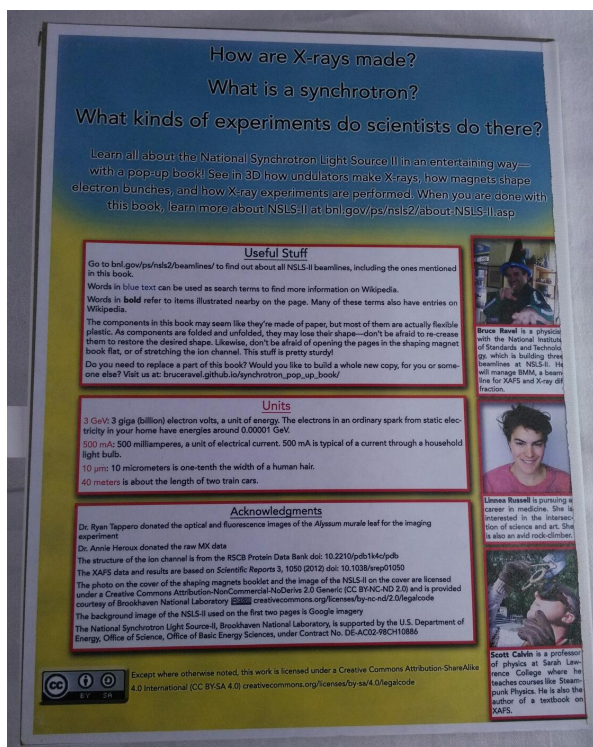 How are X-rays made?
What is a synchrotron?
What kinds of experiments do scientists do there?
Learn all about the National Synchrotron Light Source II in an entertaining way—
with a pop-up book! See in 3D how undulators make X-rays, how magnets shape
electron bunches, and how X-ray experiments are performed. When you are done with
this book, learn more about NSLS-II at bnl.gov/ps/nsls2/about-NSLS-II.asp
Useful Stuff
Go to bnl.gov/ps/nsls2/beamlines/ to find out about all NSLS-II beamlines, including the ones mentioned
in this book.
Words in blue text can be used as search terms to find more information on Wikipedia.
Words in bold refer to items illustrated nearby on the page. Many of these terms also have entries on
Wikipedia.
The components in this book may seem like they're made of paper, but most of them are actually flexible
plastic. As components are folded and unfolded, they may lose their shape—don't be afraid to re-crease
them to restore the desired shape. Likewise, don't be afraid of opening the pages in the shaping magnet
book flat, or of stretching the ion channel. This stuff is pretty sturdy!
Do you need to replace a part of this book? Would you like to build a whole new copy, for you or some-
one else? Visit us at: bruceravel.github.io/synchrotron_pop_up_book/
Units
3 GeV: 3 giga (billion) electron volts, a unit of energy. The electrons in an ordinary spark from static elec-
tricity in your home have energies around 0.00001 GeV.
500 mA: 500 milliamperes, a unit of electrical current. 500 mA is typical of a current through a household
light bulb.
10 µm: 10 micrometers is one-tenth the width of a human hair.
40 meters is about the length of two train cars.
Acknowledgments
Dr. Ryan Tappero donated the optical and fluorescence images of the Alyssum murale leaf for the imaging
experiment
Dr. Annie Heroux donated the raw MX data
The structure of the ion channel is from the RSCB Protein Data Bank doi: 10.2210/pdb1k4c/pdb
The XAFS data and results are based on Scientific Reports 3, 1050 (2012) doi: 10.1038/srep01050
The photo on the cover of the shaping magnets booklet and the image of the NSLS-II on the cover are licensed
under a Creative Commons Attribution-NonCommercial-NoDerivs 2.0 Generic (CC BY-NC-ND 2.0) and is provided
courtesy of Brookhaven National Laboratory creativecommons.org/licenses/by-nc-nd/2.0/legalcode
The background image of the NSLS-II used on the first two pages is Google imagery
The National Synchrotron Light Source-II, Brookhaven National Laboratory, is supported by the U.S. Department of
Energy, Office of Science, Office of Basic Energy Sciences, under Contract No. DE-AC02-98CH10886
cc BY SA
Except where otherwise noted, this work is licensed under a Creative Commons Attribution-ShareAlike
4.0 International (CC BY-SA 4.0) creativecommons.org/licenses/by-sa/4.0/legalcode
Bruce Ravel is a physicist
with the National Institute
of Standards and Technolo-
gy, which is building three
beamlines at NSLS-II. He
will manage BMM, a beam-
line for XAFS and X-ray dif-
fraction.
Linnea Russell is pursuing a
career in medicine. She is
interested in the intersec-
tion of science and art. She
is also an avid rock-climber.
Scott Calvin is a professor
of physics at Sarah Law-
rence College where he
teaches courses like Steam-
punk Physics. He is also the
author of a textbook on
XAFS.